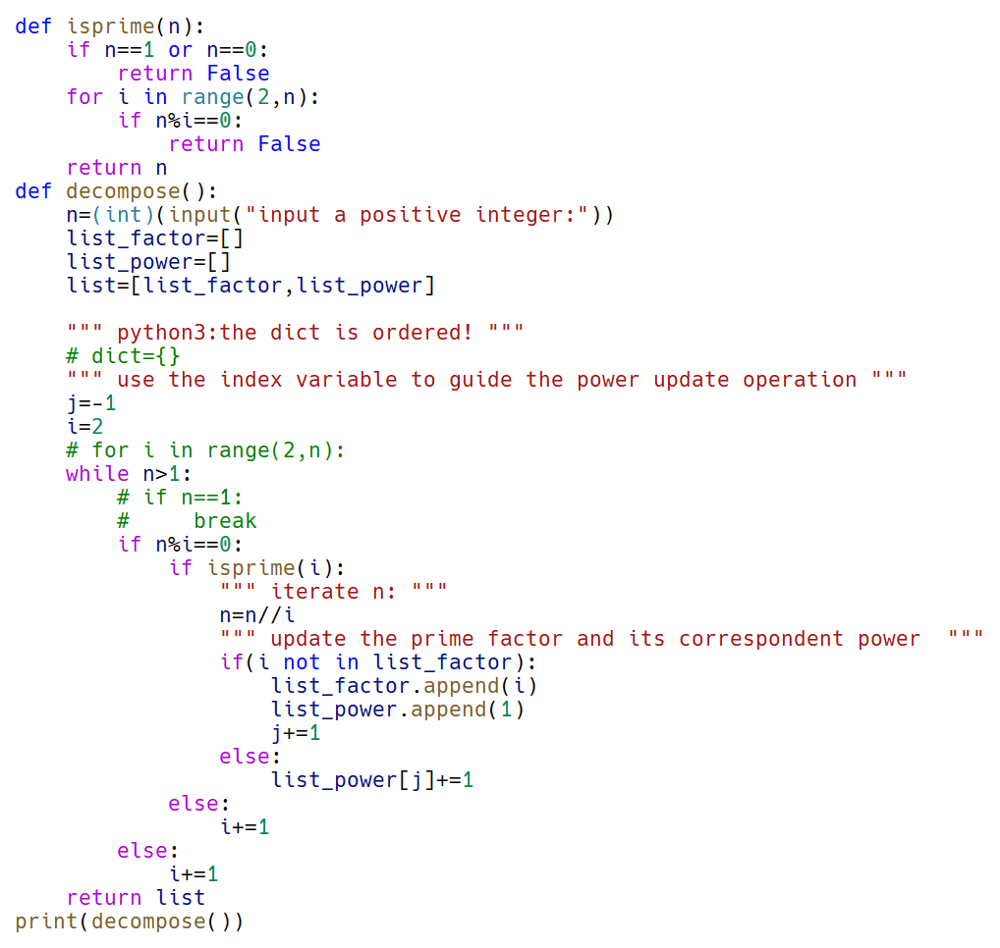 def isprime(n):
    if n==1 or n==0:
        return False
    for i in range(2,n):
        if n%i==0:
            return False
    return n
def decompose():
    n=(int)(input("input a positive integer:"))
    list_factor=[]
    list_power=[]
    list=[list_factor,list_power]

    """ python3:the dict is ordered! """
    # dict={}
    """ use the index variable to guide the power update operation """
    j=-1
    i=2
    # for i in range(2,n):
    while n>1:
        # if n==1:
        #     break
        if n%i==0:
            if isprime(i):
                """ iterate n: """
                n=n//i
                """ update the prime factor and its correspondent power  """
                if(i not in list_factor):
                    list_factor.append(i)
                    list_power.append(1)
                    j+=1
                else:
                    list_power[j]+=1
            else:
                i+=1
        else:
            i+=1
    return list
print(decompose())